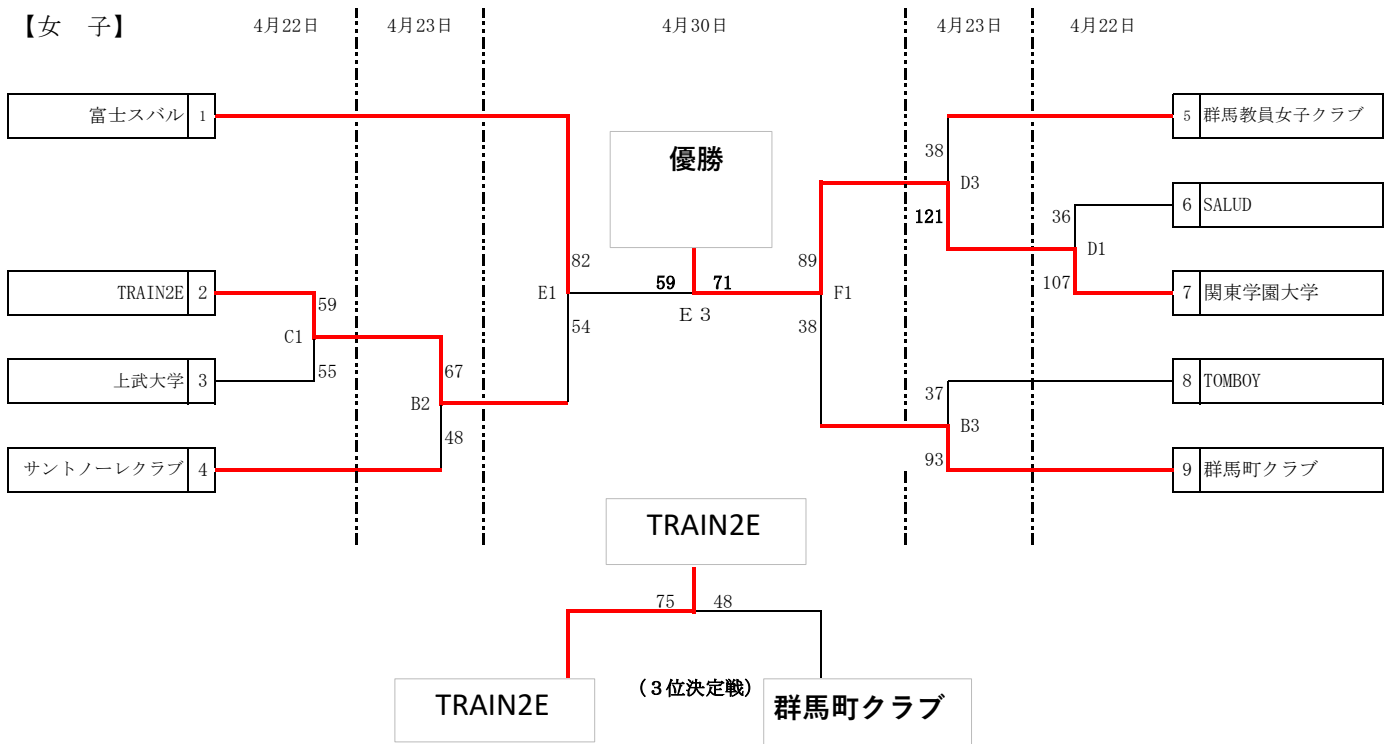 【女　子】
4月22日
4月23日
4月30日
4月23日
4月22日
富士スバル 1
5 群馬教員女子クラブ
優勝
38
D3
6 SALUD
36
121
D1
82
89
TRAIN2E 2
59 71
107
7 関東学園大学
59
E1
F1
E３
C1
54
38
上武大学 3
55
67
37
8 TOMBOY
B2
B3
48
サントノーレクラブ 4
93
9 群馬町クラブ
TRAIN2E
75
48
（３位決定戦）
TRAIN2E
群馬町クラブ